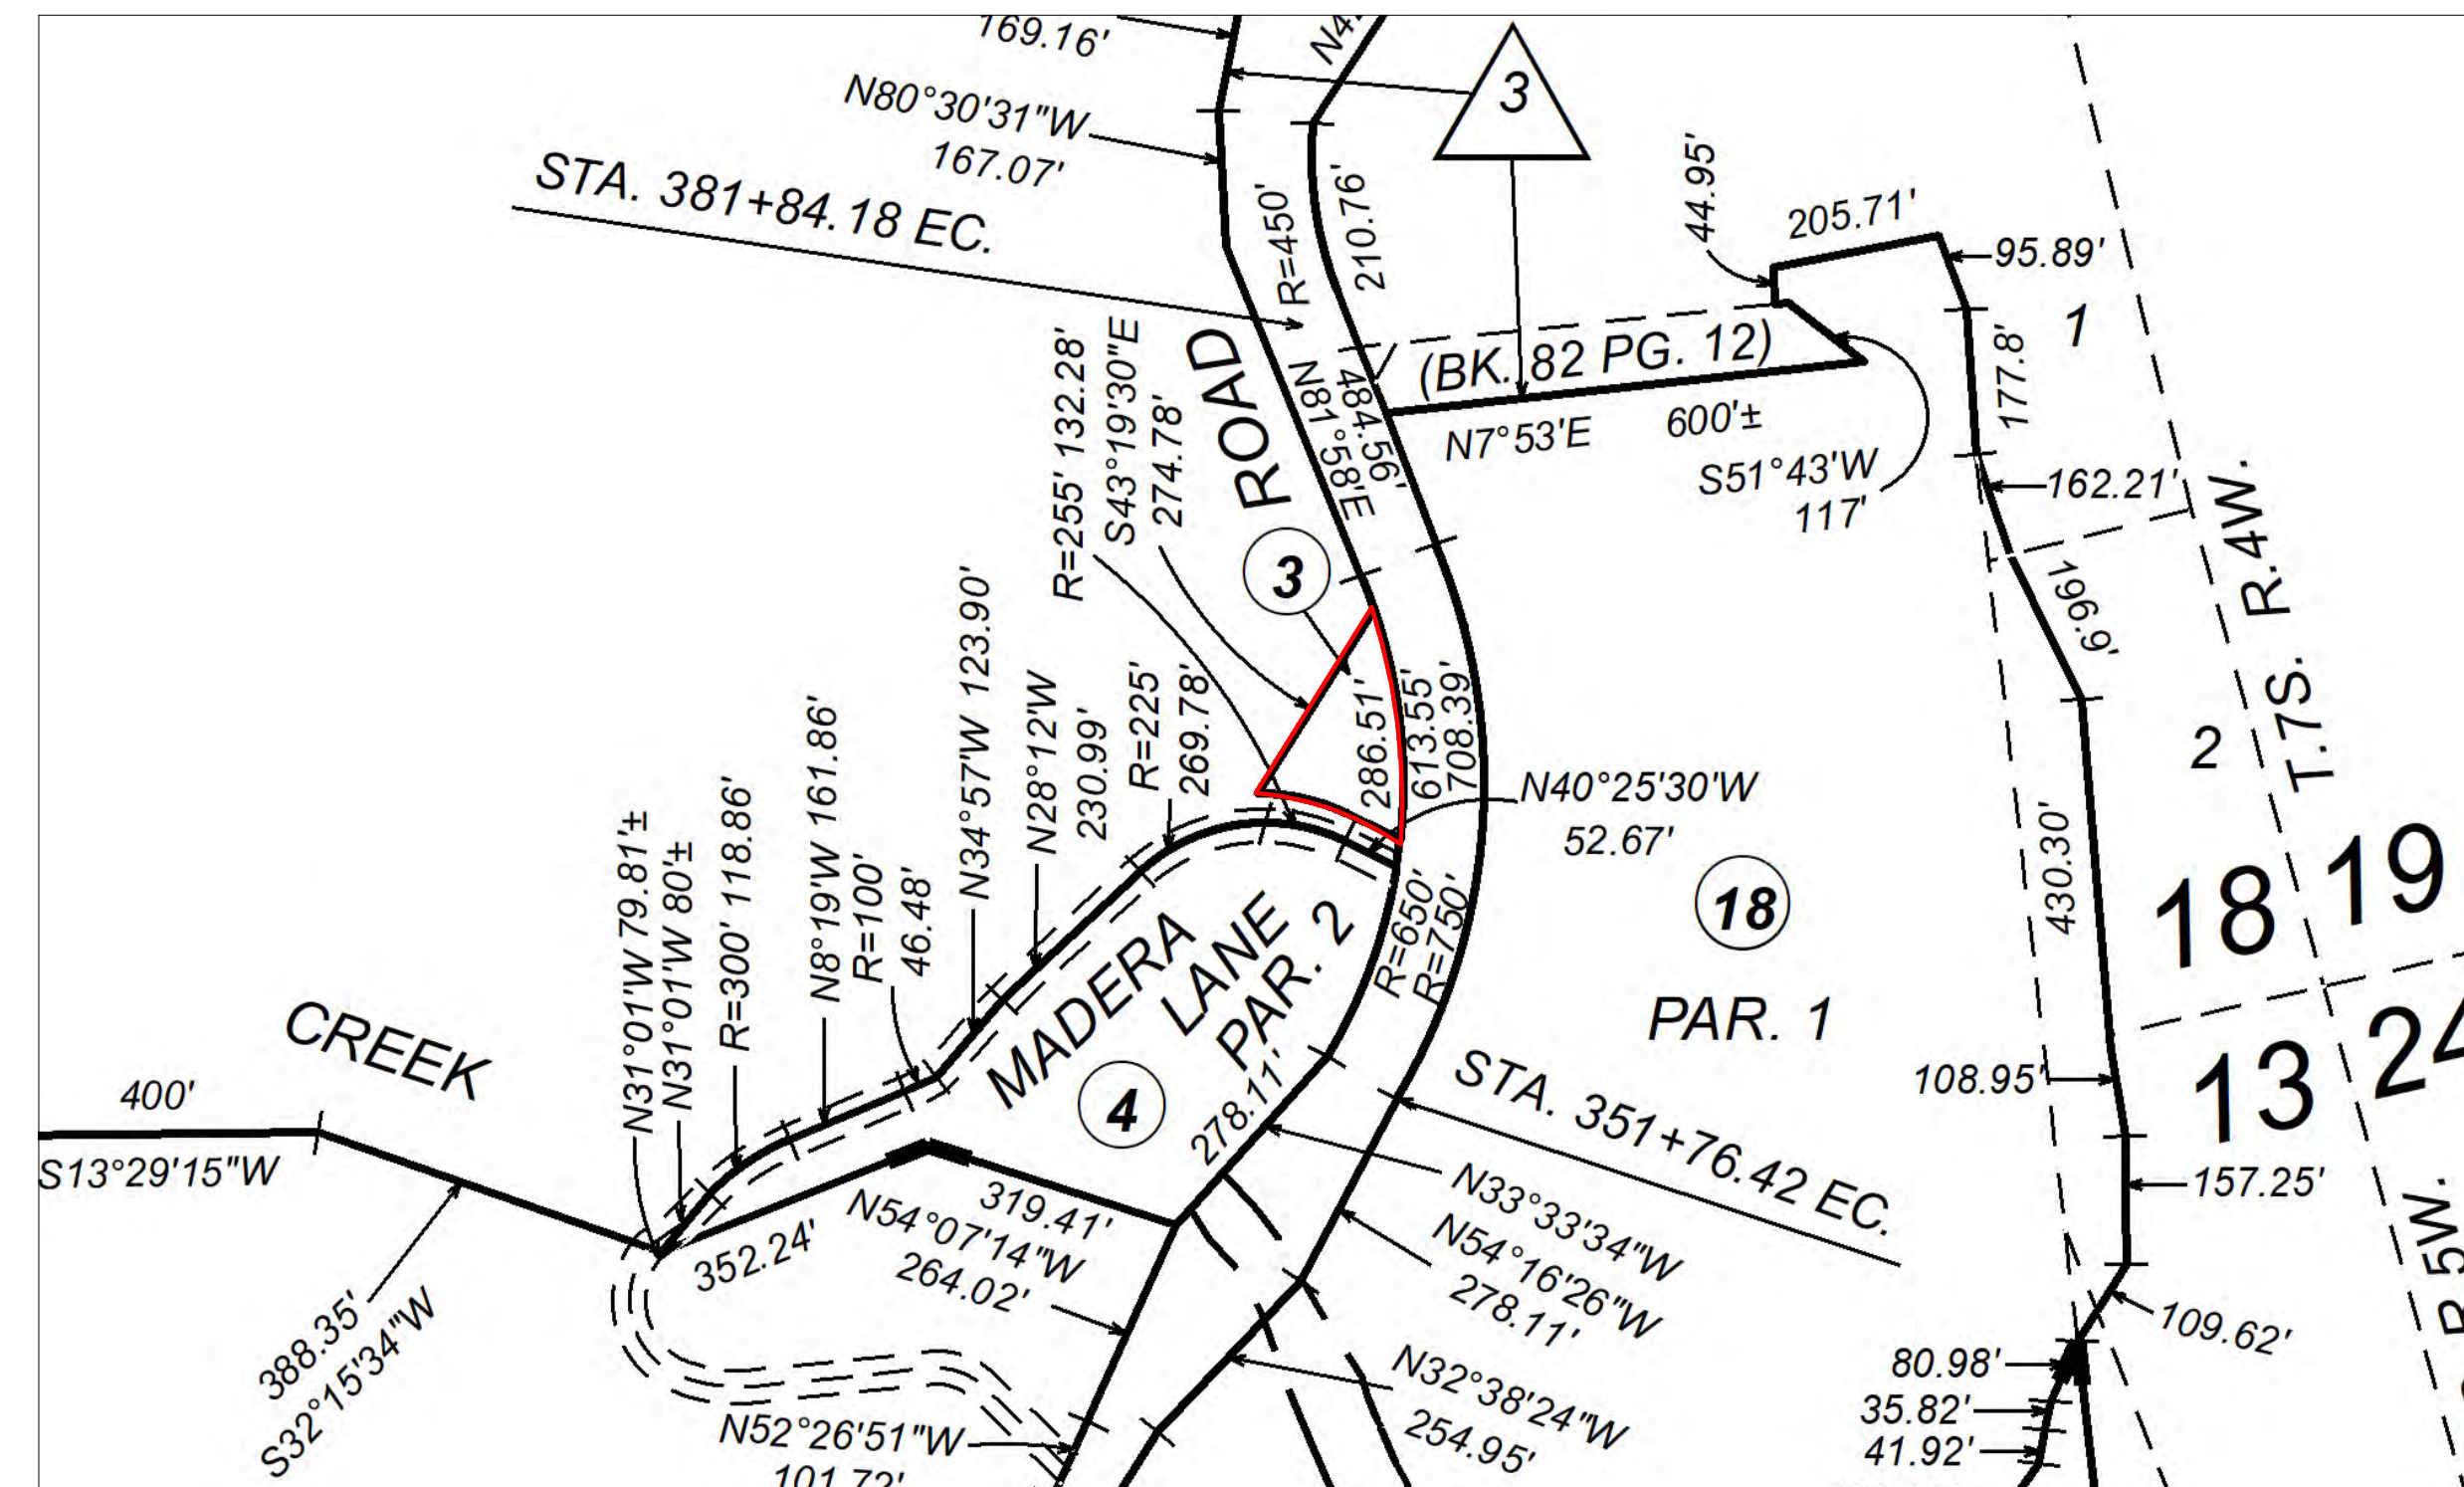 169.16'
N4
3
N80°30'31"W
167.07'
STA. 381+84.18 EC.
R=450'
210.76'
44.95'
205.71'
95.89'
1
177.8'
(BK. 82 PG. 12)
N7°53'E
600'±
S51°43'W
117'
162.21'
196.9'
T.7S. R.4W.
ROAD
N81°58'E
484.56'
R=255' 132.28'
S43°19'30"E
274.78'
3
286.51'
613.55'
708.39'
N40°25'30'W
52.67'
R=650'
R=750'
18
PAR. 1
2
430.30'
18
19
13
24
108.95'
157.25'
109.62'
80.98'
35.82'
41.92'
R 5W.
N31°01'W 79.81'±
N31°01'W 80'±
R=300' 118.86'
N8°19'W 161.86'
R=100'
46.48'
N34°57'W 123.90'
N28°12'W
230.99'
R=225'
269.78'
MADERA
LANE
PAR. 2
4
278.11'
STA. 351+76.42 EC.
N33°33'34"W
N54°16'26"W
278.11'
N32°38'24"W
254.95'
CREEK
400'
S13°29'15"W
388.35'
S32°15'34"W
352.24'
319.41'
N54°07'14"W
264.02'
N52°26'51"W
101.72'